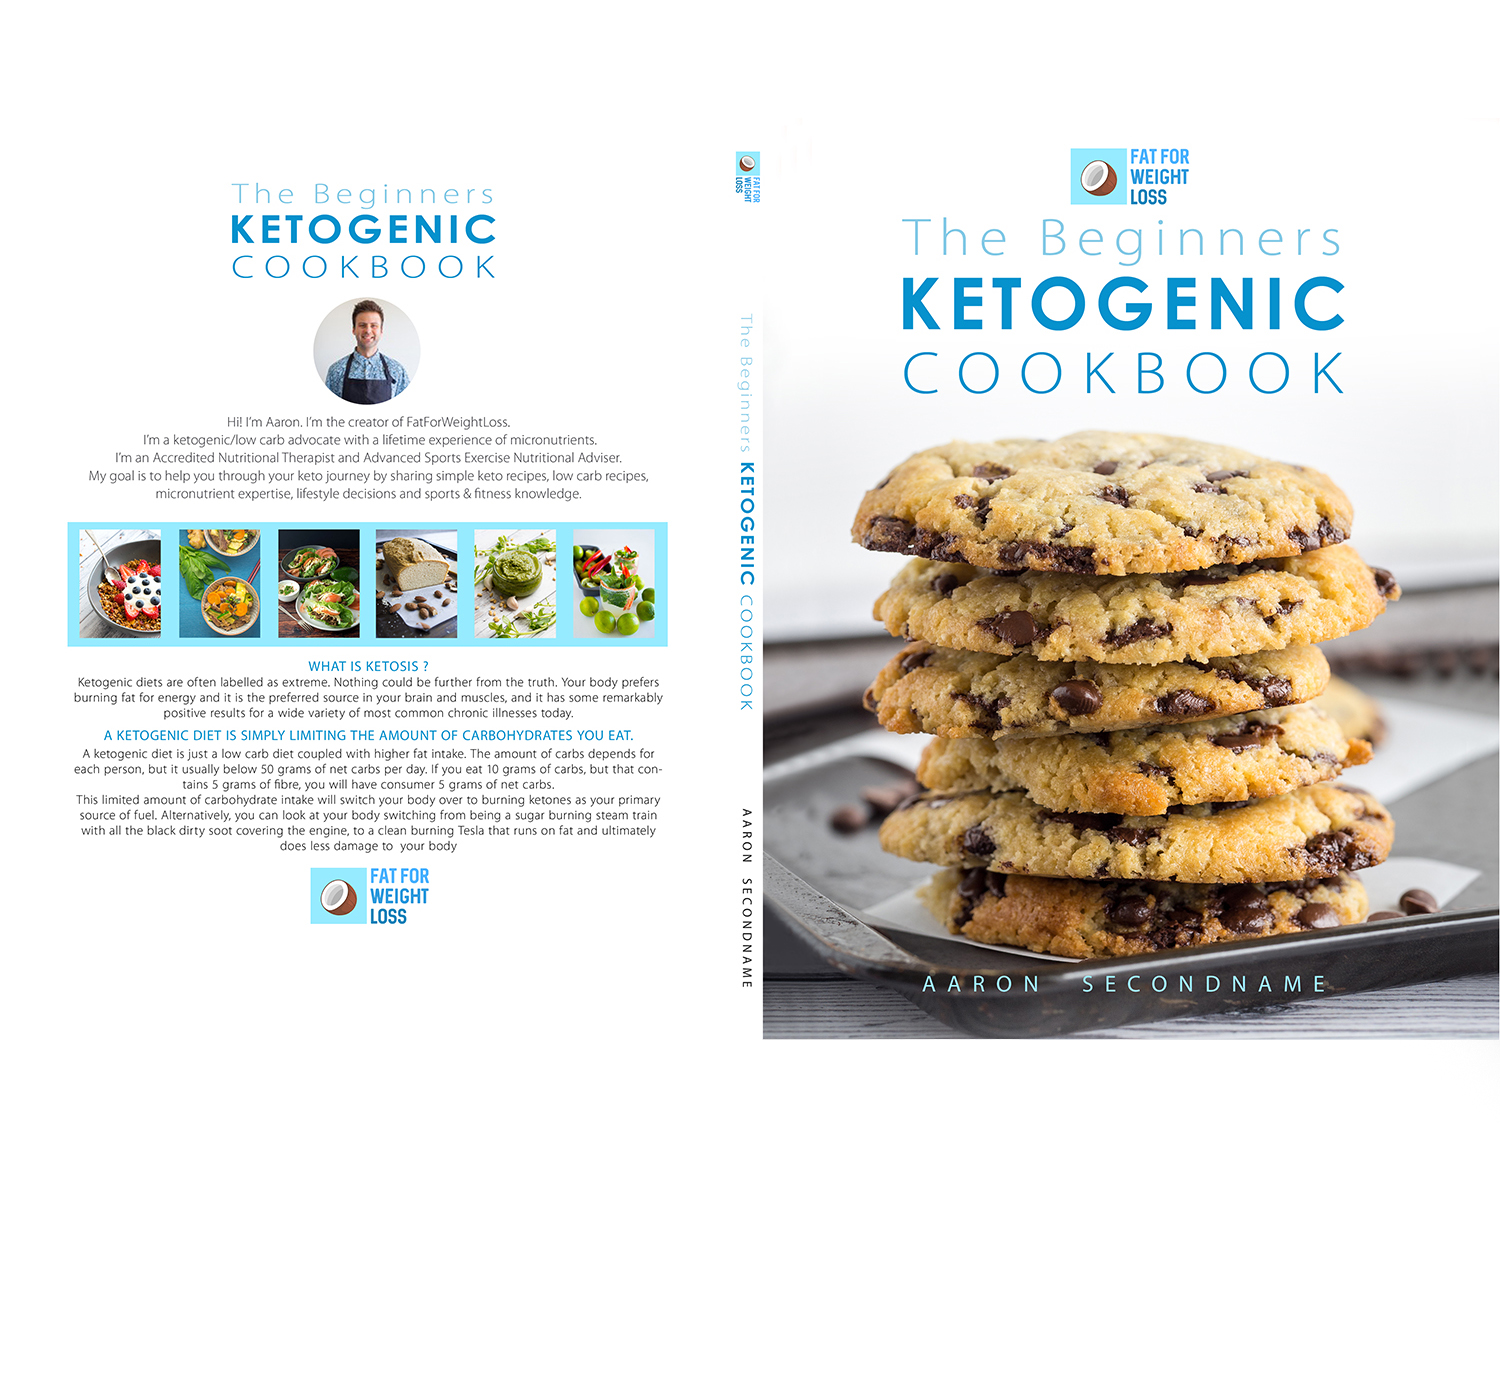 The Beginners
KETOGENIC
COOKBOOK
Hi! I'm Aaron. I'm the creator of FatForWeightLoss.
I'm a ketogenic/low carb advocate with a lifetime experience of micronutrients.
I'm an Accredited Nutritional Therapist and Advanced Sports Exercise Nutritional Adviser.
My goal is to help you through your keto journey by sharing simple keto recipes, low carb recipes,
micronutrient expertise, lifestyle decisions and sports & fitness knowledge.
WHAT IS KETOSIS ?
Ketogenic diets are often labelled as extreme. Nothing could be further from the truth. Your body prefers
burning fat for energy and it is the preferred source in your brain and muscles, and it has some remarkably
positive results for a wide variety of most common chronic illnesses today.
A KETOGENIC DIET IS SIMPLY LIMITING THE AMOUNT OF CARBOHYDRATES YOU EAT.
A ketogenic diet is just a low carb diet coupled with higher fat intake. The amount of carbs depends for
each person, but it usually below 50 grams of net carbs per day. If you eat 10 grams of carbs, but that con-
tains 5 grams of fibre, you will have consumer 5 grams of net carbs.
This limited amount of carbohydrate intake will switch your body over to burning ketones as your primary
source of fuel. Alternatively, you can look at your body switching from being a sugar burning steam train
with all the black dirty soot covering the engine, to a clean burning Tesla that runs on fat and ultimately
does less damage to  your body
FAT FOR
WEIGHT
LOSS
FAT FOR
WEIGHT
LOSS
The Beginners KETOGENIC COOKBOOK
AARON SECONDNAME
FAT FOR
WEIGHT
LOSS
The Beginners
KETOGENIC
COOKBOOK
AARON SECONDNAME